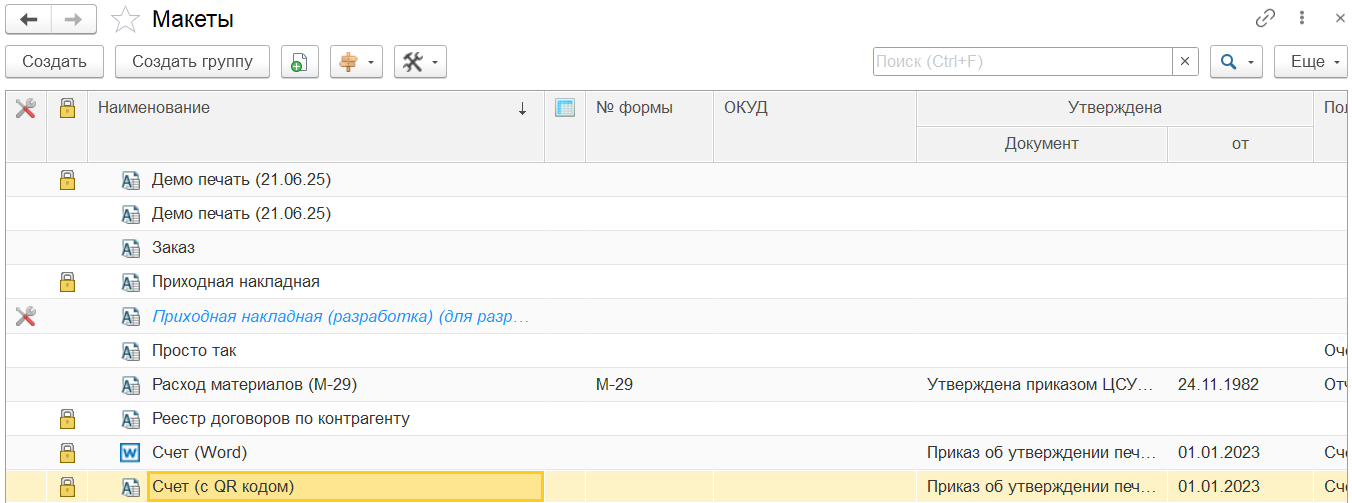 Макеты
Создать Создать группу Поиск (Ctrl+F) Еще
Наименование № формы ОКУД Утверждена Пол
Документ от
Демо печать (21.06.25)
Демо печать (21.06.25)
Заказ
Приходная накладная
Приходная накладная (разработка) (для разр…
Просто так Оче
Расход материалов (М-29) М-29 Утверждена приказом ЦСУ… 24.11.1982 Отч
Реестр договоров по контрагенту
Счет (Word) Приказ об утверждении печ… 01.01.2023 Сче
Счет (с QR кодом) Приказ об утверждении печ… 01.01.2023 Сче